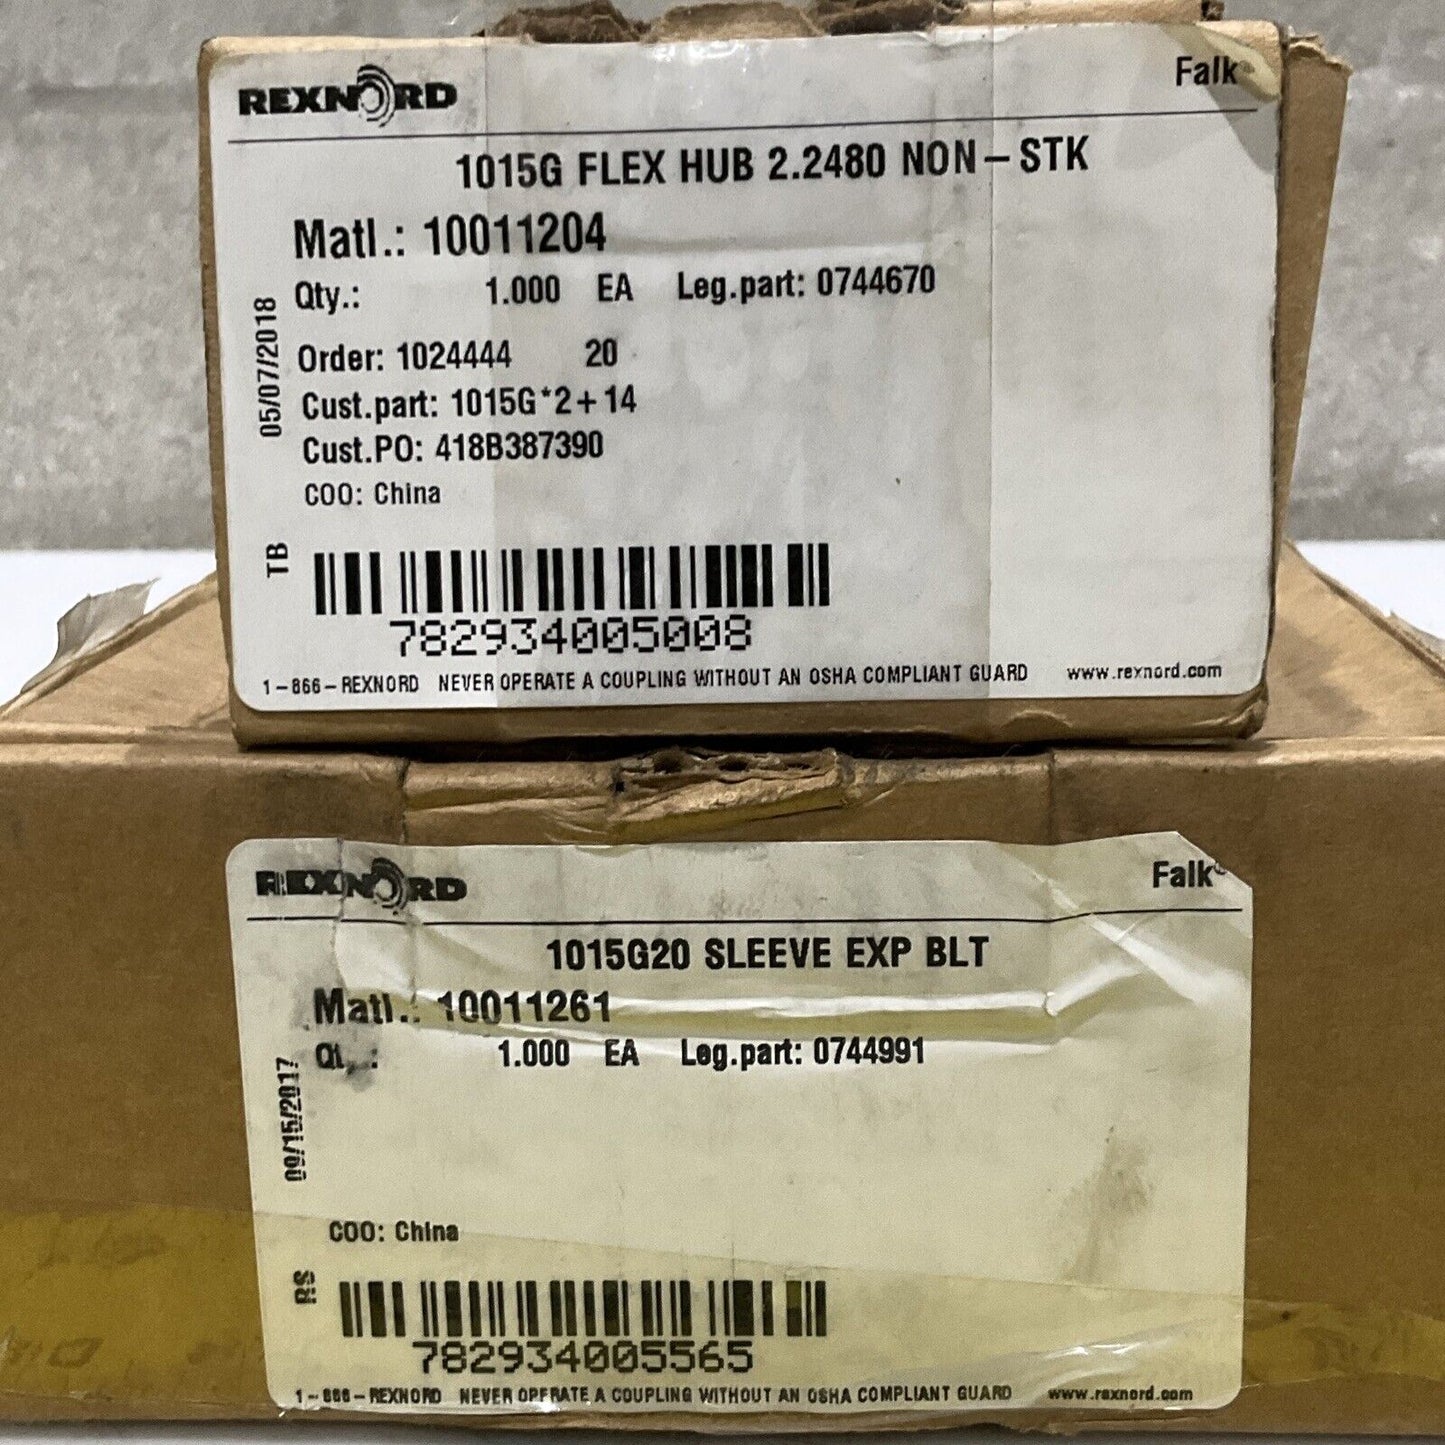 REXNORD Falk
1015G FLEX HUB 2.2480 NON-STK
Matl.: 10011204
Qty.: 1.000 EA Leg.part: 0744670
Order: 1024444 20
Cust.part: 1015G*2+14
Cust.PO: 418B387390
COO: China
05/07/2018
TB
782934005008
1-866-REXNORD NEVER OPERATE A COUPLING WITHOUT AN OSHA COMPLIANT GUARD www.rexnord.com
REXNORD Falk®
1015G20 SLEEVE EXP BLT
Matl.: 10011261
1.000 EA Leg.part: 0744991
09/15/2017
COO: China
RS
782934005565
1-866-REXNORD NEVER OPERATE A COUPLING WITHOUT AN OSHA COMPLIANT GUARD www.rexnord.com